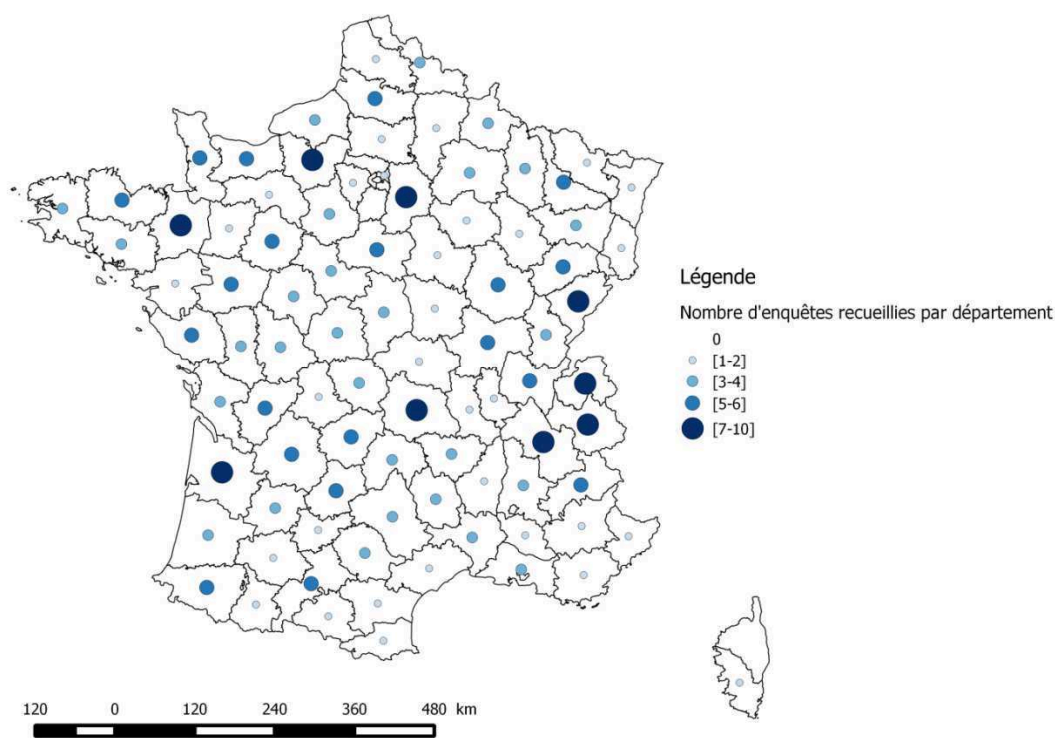 Légende
Nombre d'enquêtes recueillies par département
0
[1-2]
[3-4]
[5-6]
[7-10]
120 0 120 240 360 480 km